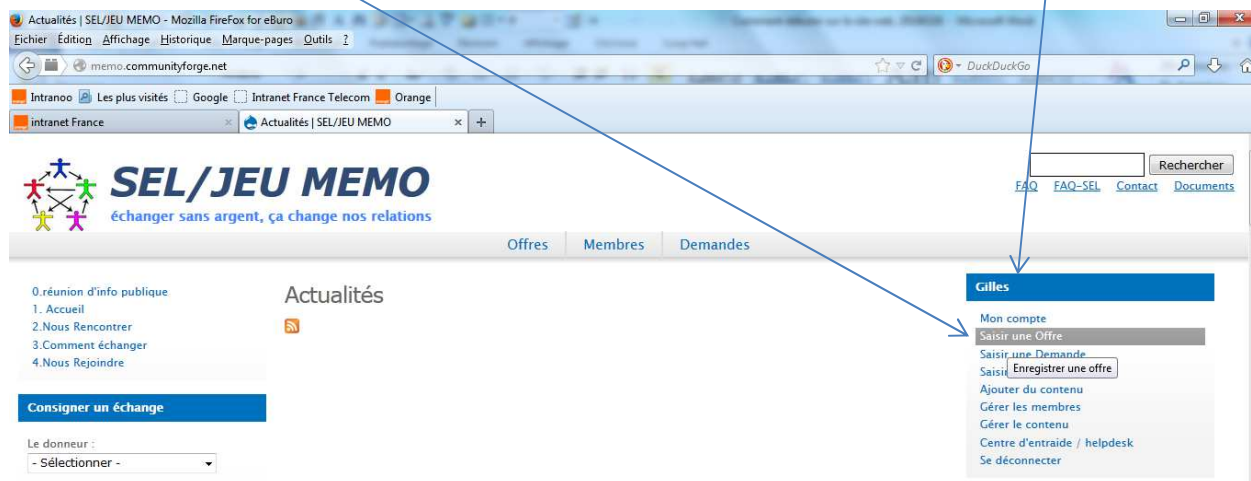 Actualités | SEL/JEU MEMO - Mozilla FireFox for eBuro
Fichier Édition Affichage Historique Marque-pages Outils ?
memo.communityforge.net
DuckDuckGo
Intranoo Les plus visités Google Intranet France Telecom Orange
intranet France Actualités | SEL/JEU MEMO
SEL/JEU MEMO
échanger sans argent, ça change nos relations
Rechercher
FAQ FAQ-SEL Contact Documents
Offres Membres Demandes
0.réunion d'info publique
1. Accueil
2.Nous Rencontrer
3.Comment échanger
4.Nous Rejoindre
Consigner un échange
Le donneur :
- Sélectionner -
Actualités
Gilles
Mon compte
Saisir une Offre
Saisir une Demande
Enregistrer une offre
Ajouter du contenu
Gérer les membres
Gérer le contenu
Centre d'entraide / helpdesk
Se déconnecter